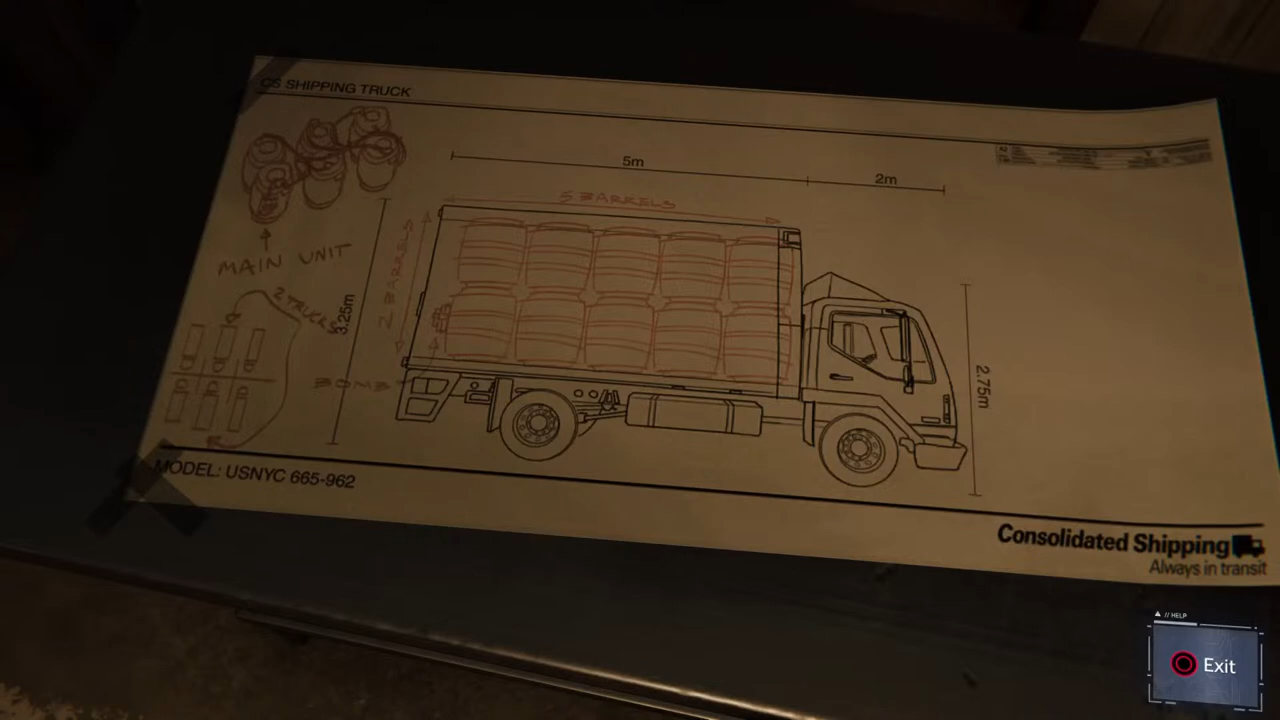 CS SHIPPING TRUCK
5m
2m
5 BARRELS
2 BARRELS
MAIN UNIT
2 TRUCKS
3.25m
BOMB
2.75m
MODEL: USNYC 665-962
Consolidated Shipping
Always in transit
// HELP
Exit